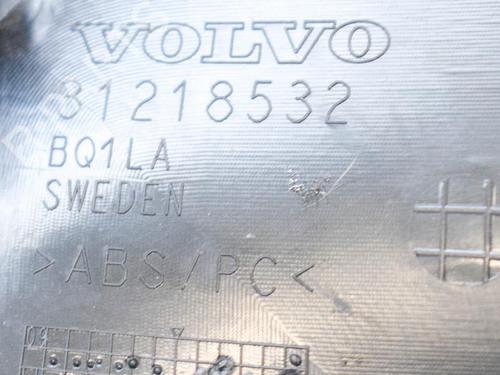 VOLVO
31218532
BQ1LA
SWEDEN
>ABS/PC<